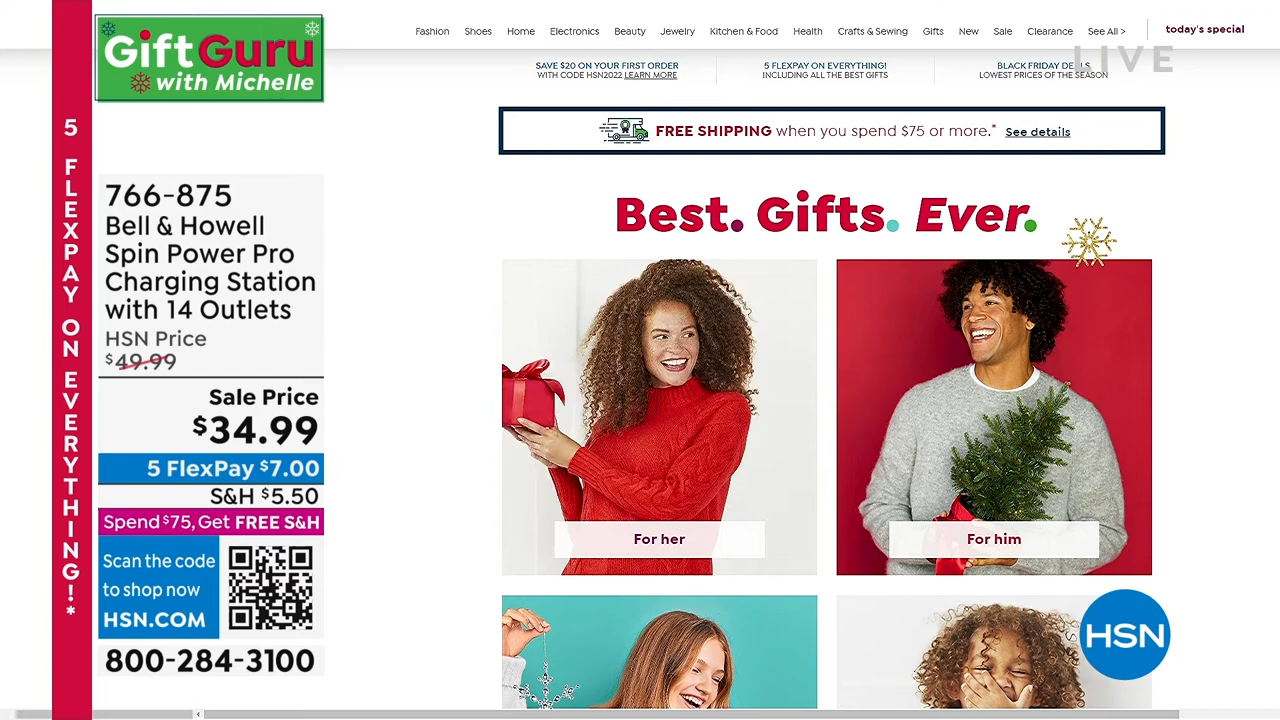 Gift Guru
with Michelle
5 FLEXPAY ON EVERYTHING!*
766-875
Bell & Howell
Spin Power Pro
Charging Station
with 14 Outlets
HSN Price
$49.99
Sale Price
$34.99
5 FlexPay $7.00
S&H $5.50
Spend $75, Get FREE S&H
Scan the code
to shop now
HSN.COM
800-284-3100
Fashion Shoes Home Electronics Beauty Jewelry Kitchen & Food Health Crafts & Sewing Gifts New Sale Clearance See All > today's special
LIVE
SAVE $20 ON YOUR FIRST ORDER
WITH CODE HSN2022 LEARN MORE
5 FLEXPAY ON EVERYTHING!
INCLUDING ALL THE BEST GIFTS
BLACK FRIDAY DEALS
LOWEST PRICES OF THE SEASON
FREE SHIPPING when you spend $75 or more.* See details
Best. Gifts. Ever.
For her
For him
HSN